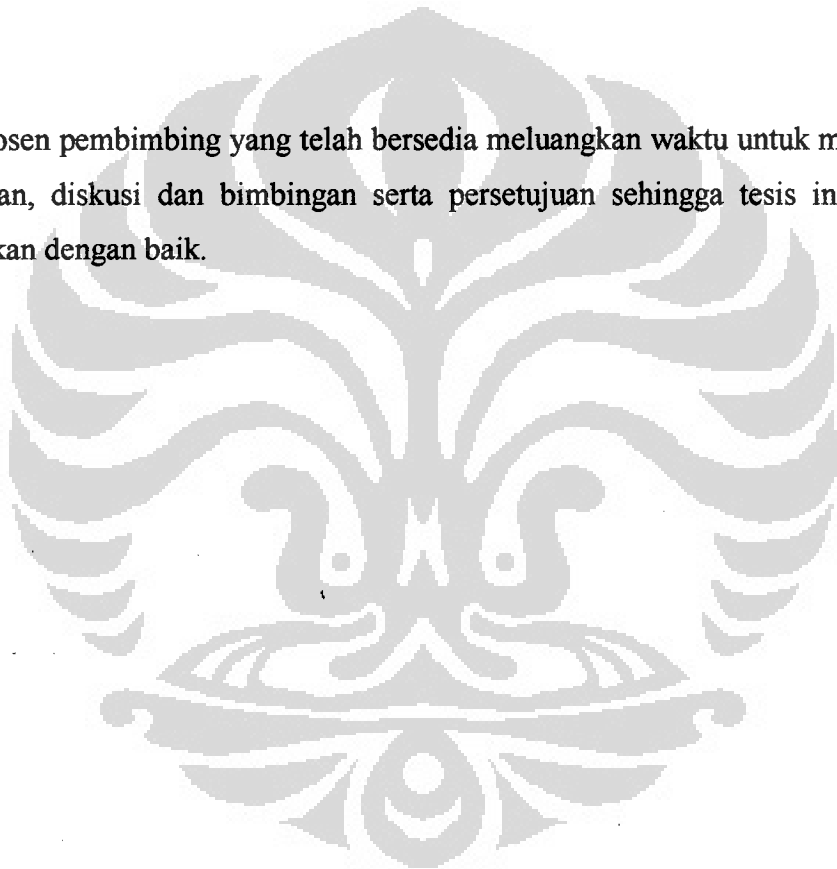 osen pembimbing yang telah bersedia meluangkan waktu untuk m
an, diskusi dan bimbingan serta persetujuan sehingga tesis in
kan dengan baik.